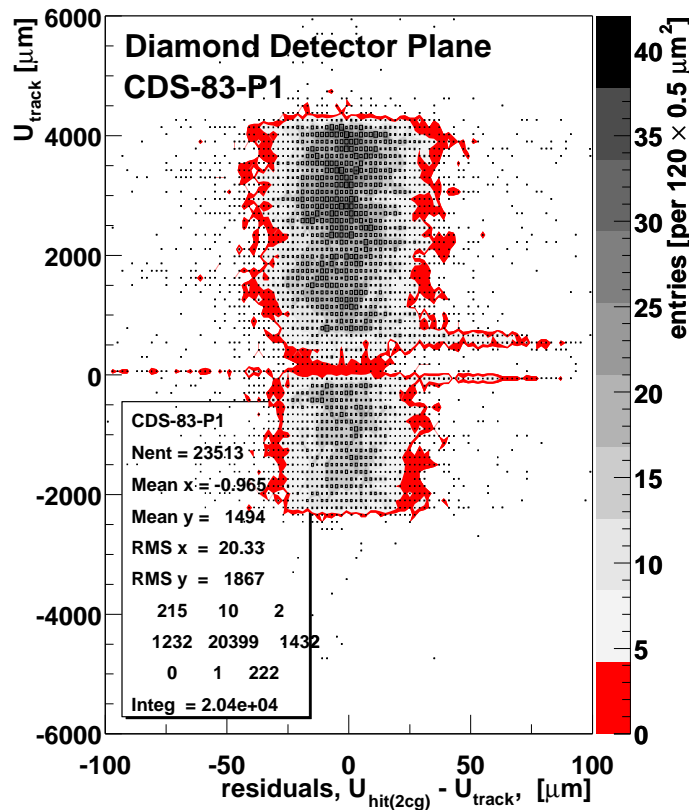 Diamond Detector Plane
CDS-83-P1
U_track [μm]
6000
4000
2000
0
-2000
-4000
-6000
CDS-83-P1
Nent = 23513
Mean x = -0.965
Mean y = 1494
RMS x = 20.33
RMS y = 1867
215 10 2
1232 20399 1432
0 1 222
Integ = 2.04e+04
-100 -50 0 50 100
residuals, U_hit(2cg) - U_track, [μm]
40
35
30
25
20
15
10
5
0
entries [per 120 × 0.5 μm²]